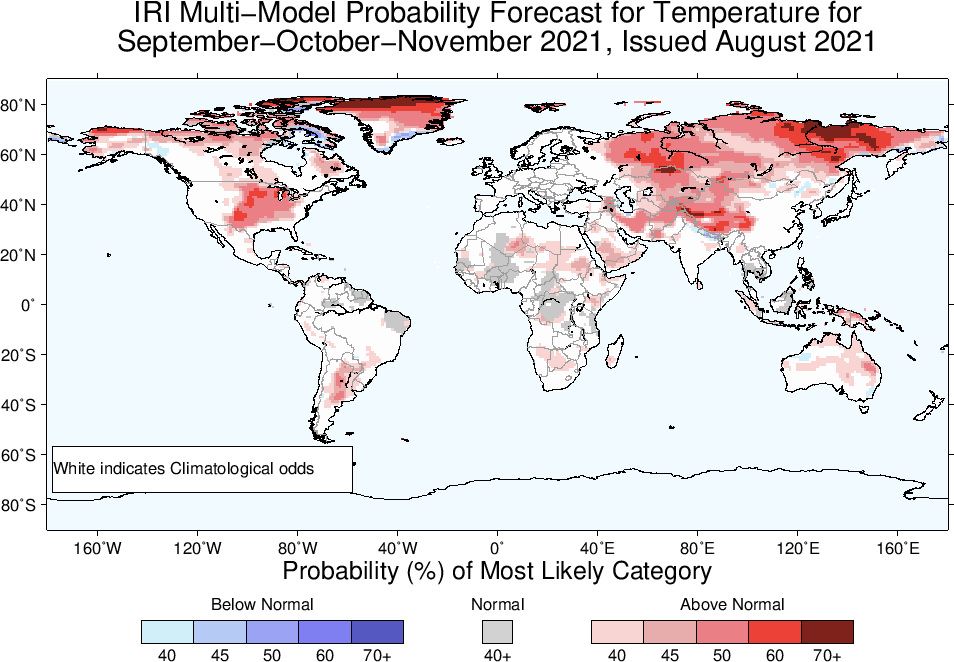 IRI Multi−Model Probability Forecast for Temperature for
September−October−November 2021, Issued August 2021
80˚N
60˚N
40˚N
20˚N
0˚
20˚S
40˚S
60˚S
80˚S
White indicates Climatological odds
160˚W 120˚W 80˚W 40˚W 0˚ 40˚E 80˚E 120˚E 160˚E
Probability (%) of Most Likely Category
Below Normal Normal Above Normal
40 45 50 60 70+ 40+ 40 45 50 60 70+